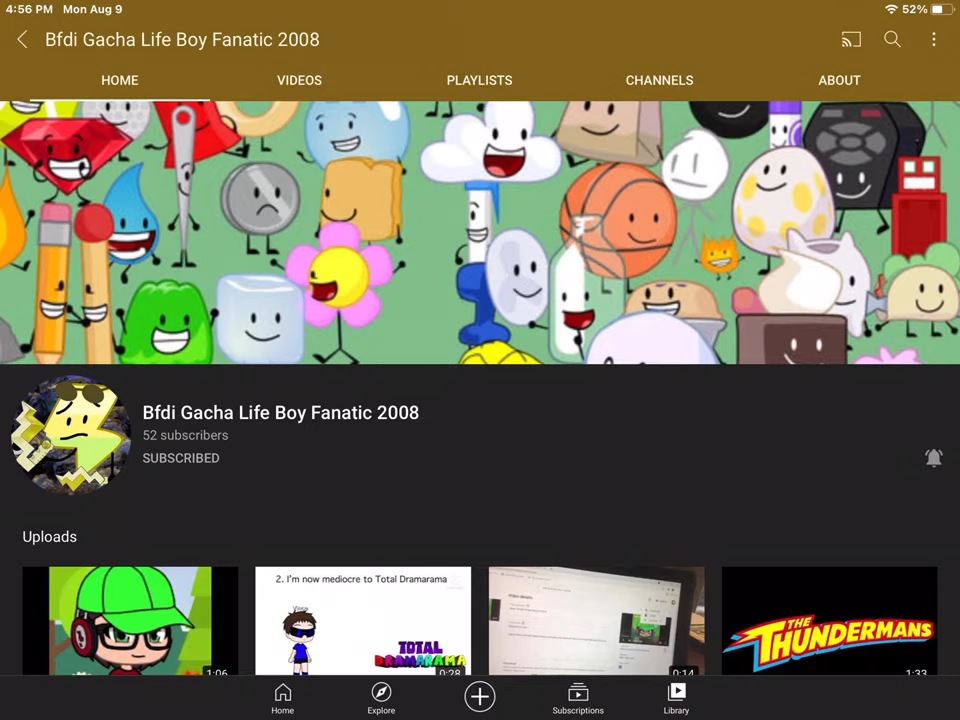 4:56 PM Mon Aug 9
52%
Bfdi Gacha Life Boy Fanatic 2008
HOME VIDEOS PLAYLISTS CHANNELS ABOUT
Bfdi Gacha Life Boy Fanatic 2008
52 subscribers
SUBSCRIBED
Uploads
2. I'm now mediocre to Total Dramarama
TOTAL
DRAMARAMA
THE
THUNDERMANS
1:06
0:28
0:14
1:33
Home Explore Subscriptions Library